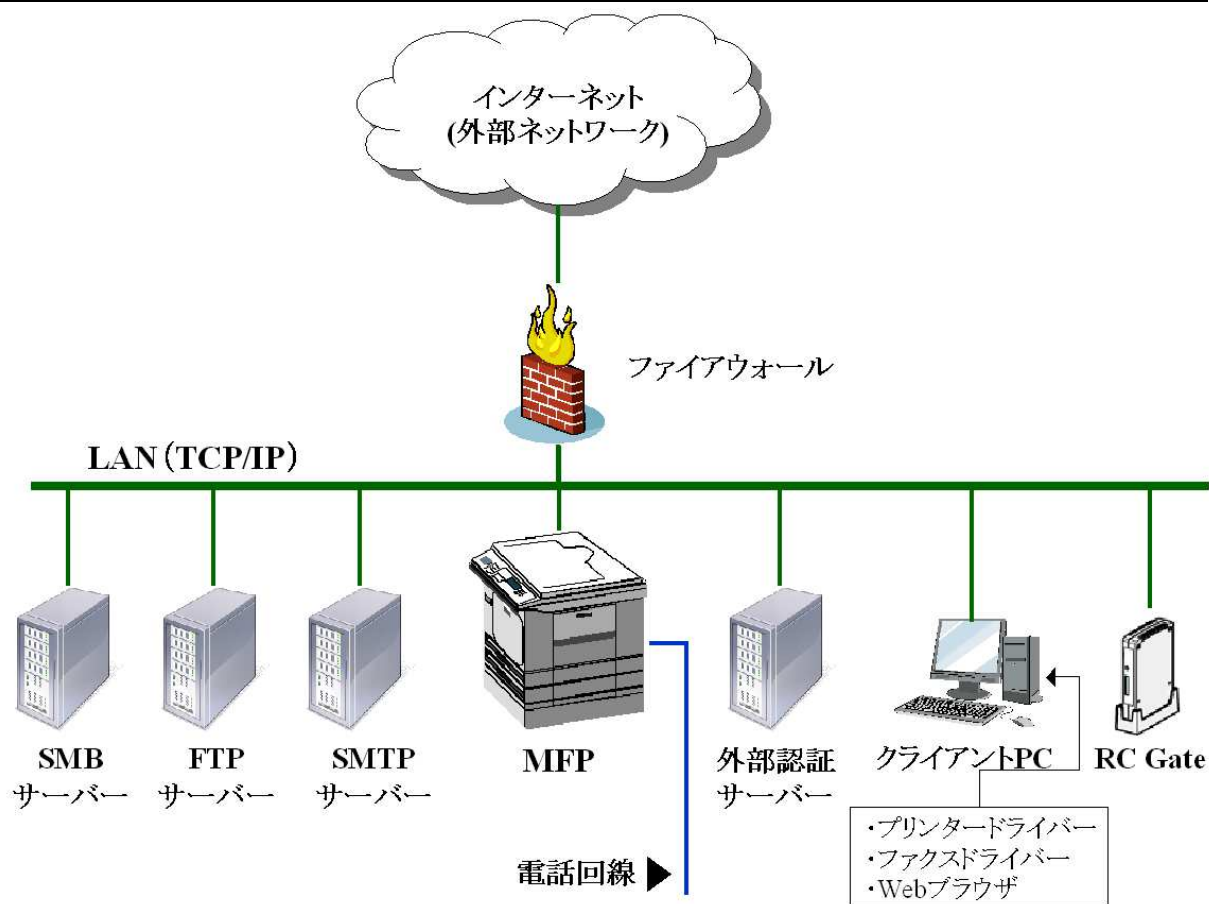 インターネット
(外部ネットワーク)
ファイアウォール
LAN（TCP/IP）
SMB
サーバー
FTP
サーバー
SMTP
サーバー
MFP
外部認証
サーバー
クライアントPC
RC Gate
・プリンタードライバー
・ファクスドライバー
・Webブラウザ
電話回線